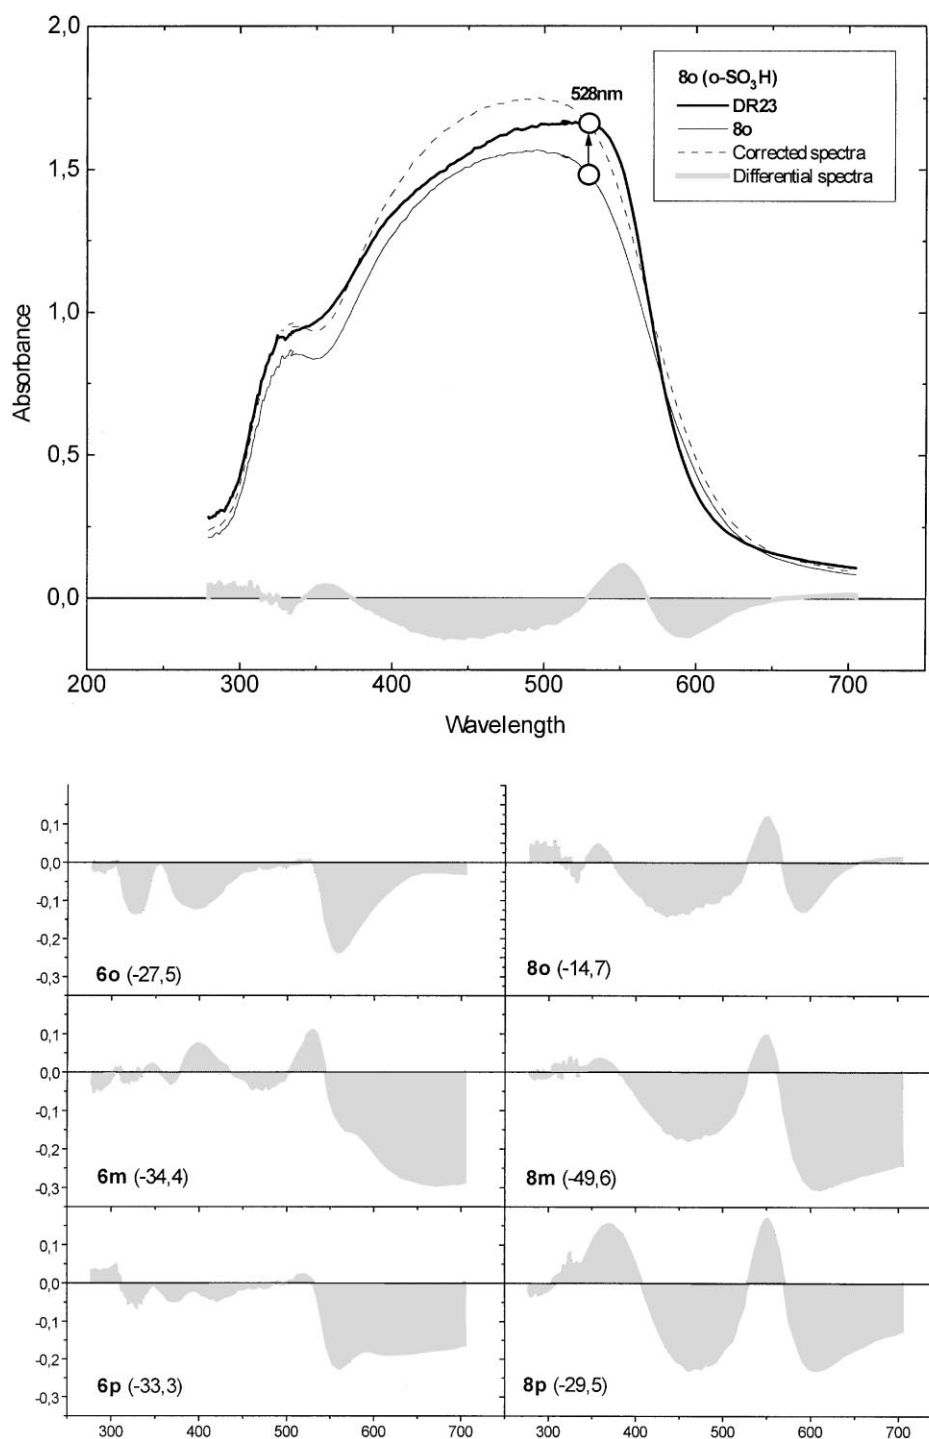 2,0
1,5
1,0
0,5
0,0
Absorbance
528nm
8o (o-SO3H)
DR23
8o
Corrected spectra
Differential spectra
200 300 400 500 600 700
Wavelength
0,1
0,0
-0,1
-0,2
-0,3
6o (-27,5)
8o (-14,7)
0,1
0,0
-0,1
-0,2
-0,3
6m (-34,4)
8m (-49,6)
0,1
0,0
-0,1
-0,2
-0,3
6p (-33,3)
8p (-29,5)
300 400 500 600 700 300 400 500 600 700